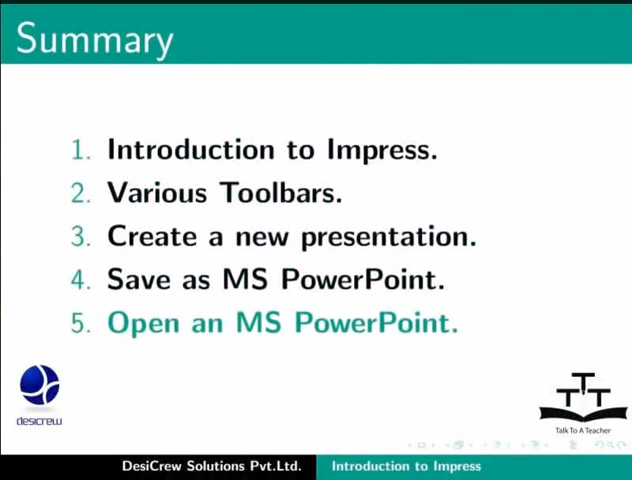 Summary
1. Introduction to Impress.
2. Various Toolbars.
3. Create a new presentation.
4. Save as MS PowerPoint.
5. Open an MS PowerPoint.
desicrew
TTT
Talk To A Teacher
DesiCrew Solutions Pvt.Ltd. Introduction to Impress